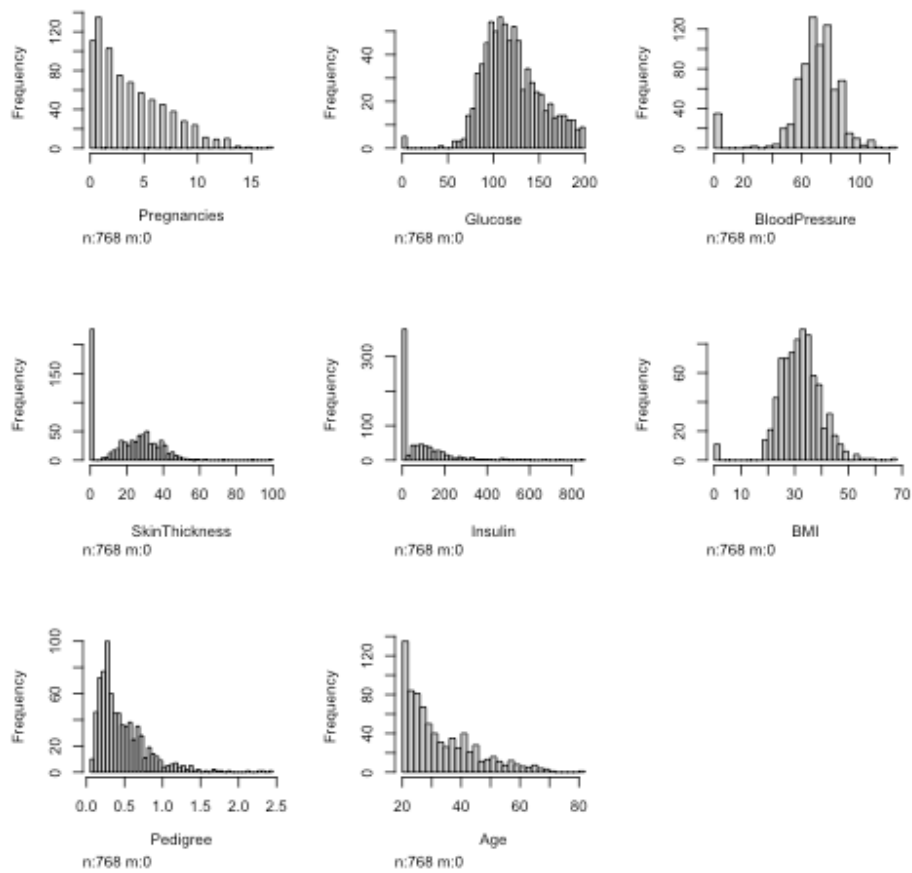 Frequency
0 40 80 120
0 5 10 15
Pregnancies
n:768 m:0
Frequency
0 20 40
0 50 100 150 200
Glucose
n:768 m:0
Frequency
0 40 80 120
0 20 60 100
BloodPressure
n:768 m:0
Frequency
0 50 150
0 20 40 60 80 100
SkinThickness
n:768 m:0
Frequency
0 100 300
0 200 400 600 800
Insulin
n:768 m:0
Frequency
0 20 60
0 10 30 50 70
BMI
n:768 m:0
Frequency
0 20 60 100
0.0 0.5 1.0 1.5 2.0 2.5
Pedigree
n:768 m:0
Frequency
0 40 80 120
20 40 60 80
Age
n:768 m:0